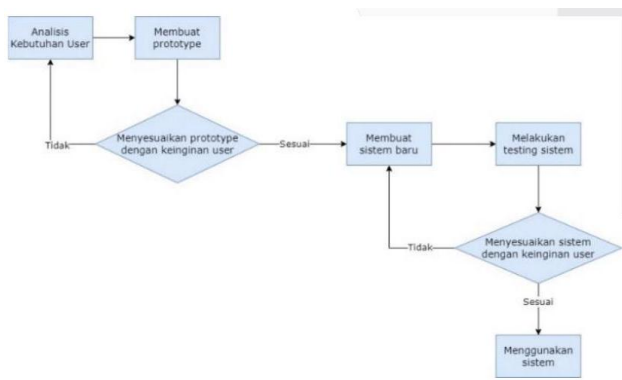 Analisis
Kebutuhan User
Membuat
prototype
Menyesuaikan prototype
dengan keinginan user
Tidak
Sesuai
Membuat
sistem baru
Melakukan
testing sistem
Menyesuaikan sistem
dengan keinginan user
Tidak
Sesuai
Menggunakan
sistem